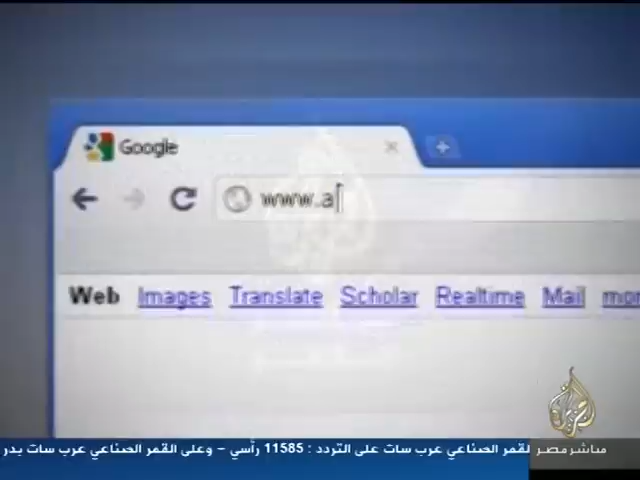 Google
www.a
Web Images Translate Scholar Realtime Mail
لقمر الصناعي عرب سات على التردد : 11585 رأسي – وعلى القمر الصناعي عرب سات بدر
مباشر مصر